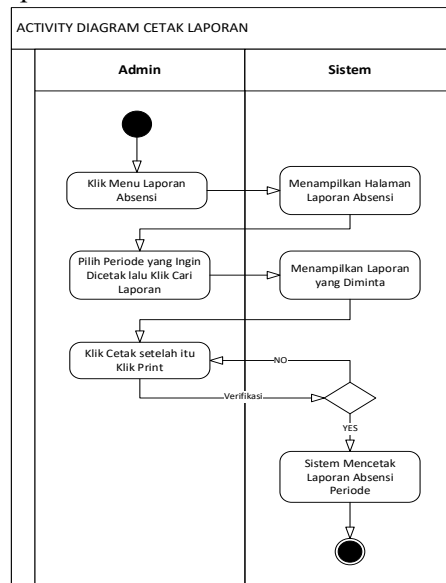 ACTIVITY DIAGRAM CETAK LAPORAN
Admin
Sistem
Klik Menu Laporan
Absensi
Menampilkan Halaman
Laporan Absensi
Pilih Periode yang Ingin
Dicetak lalu Klik Cari
Laporan
Menampilkan Laporan
yang Diminta
Klik Cetak setelah itu
Klik Print
NO
Verifikasi
YES
Sistem Mencetak
Laporan Absensi
Periode